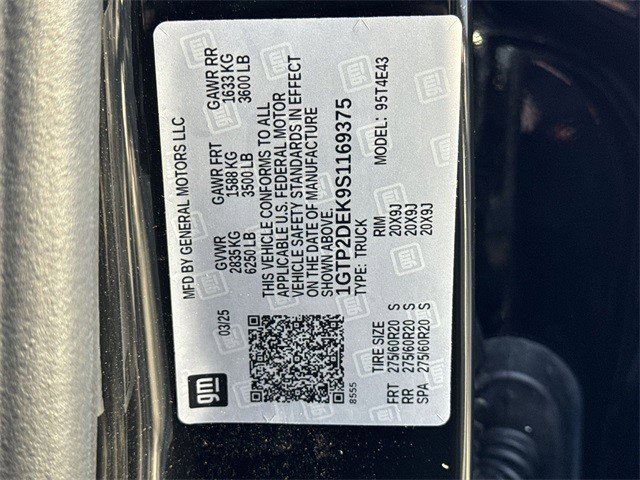 gm
MFD BY GENERAL MOTORS LLC
03/25 GVWR GAWR FRT GAWR RR
2835KG 1588 KG 1633 KG
6250 LB 3500 LB 3600 LB
THIS VEHICLE CONFORMS TO ALL
APPLICABLE U.S. FEDERAL MOTOR
VEHICLE SAFETY STANDARDS IN EFFECT
ON THE DATE OF MANUFACTURE
SHOWN ABOVE.
1GTP2DEK9S1169375
8555 TYPE: TRUCK MODEL: 95T4E43
TIRE SIZE RIM
FRT 275/60R20 S 20X9J
RR 275/60R20 S 20X9J
SPA 275/60R20 S 20X9J